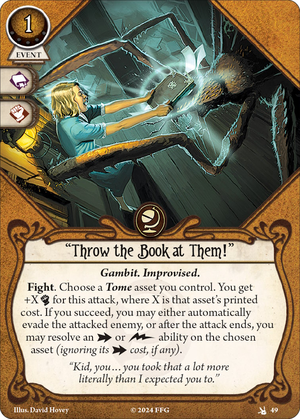 1
EVENT
“Throw the Book at Them!”
Gambit. Improvised.
Fight. Choose a Tome asset you control. You get
+X for this attack, where X is that asset's printed
cost. If you succeed, you may either automatically
evade the attacked enemy, or after the attack ends, you
may resolve an or ability on the chosen
asset (ignoring its cost, if any).
“Kid, you… you took that a lot more
literally than I expected you to.”
Illus. David Hovey
© 2024 FFG
49